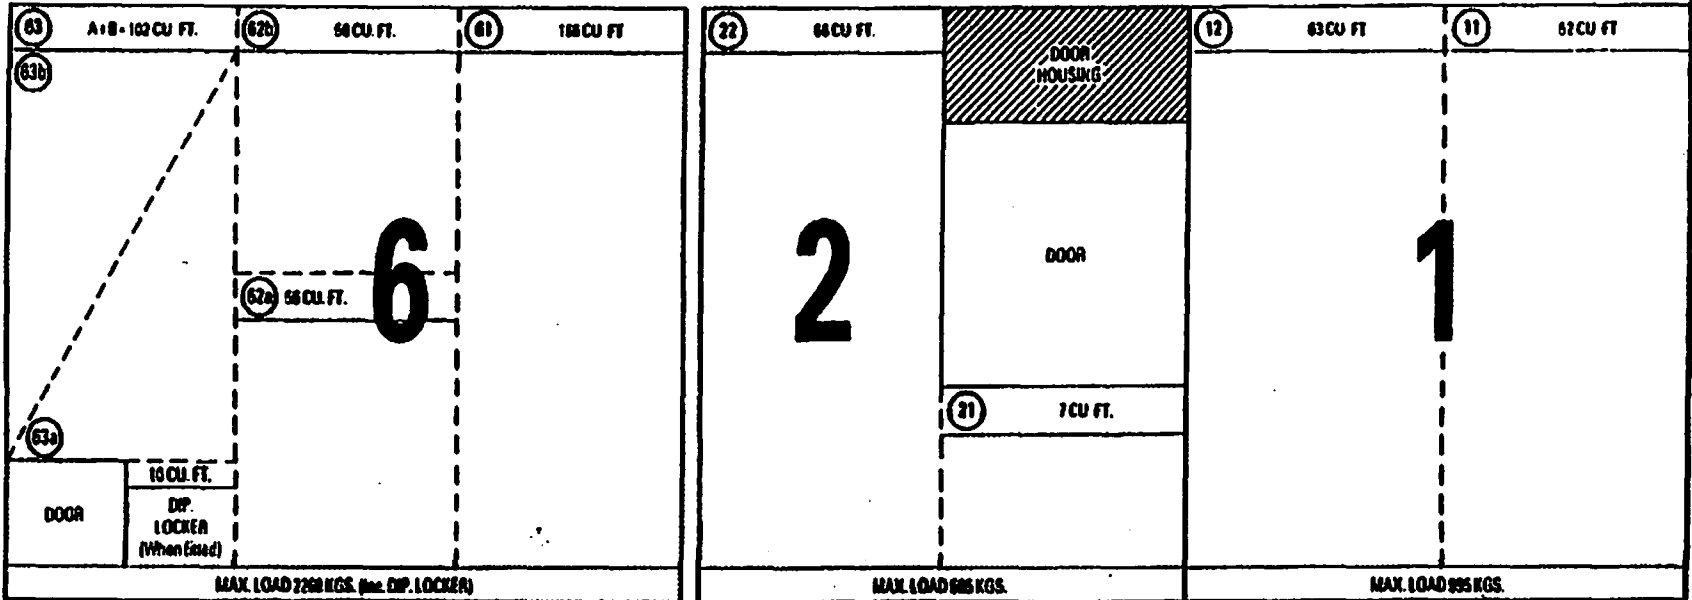 63 A+B=102 CU FT. 62b CU. FT. 61 CU FT
63b
6
62a CU. FT.
63a
10 CU. FT.
DOOR
DIP.
LOCKER
(When fitted)
MAX. LOAD KGS. (Inc. DIP. LOCKER)
22 CU FT.
DOOR
HOUSING
2
DOOR
21 7 CU FT.
MAX. LOAD KGS.
12 CU FT 11 CU FT
1
MAX. LOAD 995 KGS.